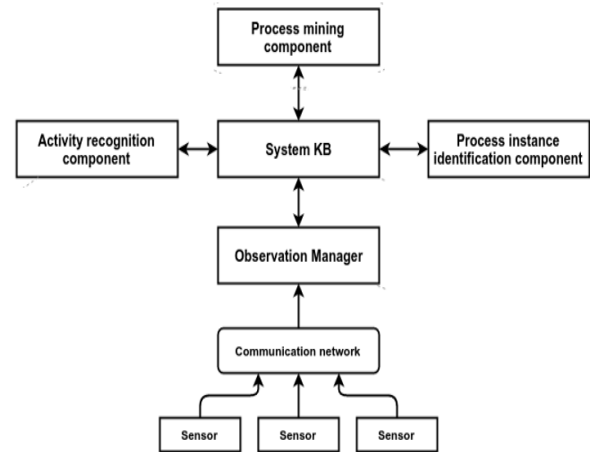 Process mining
component
Activity recognition
component
System KB
Process instance
identification component
Observation Manager
Communication network
Sensor
Sensor
Sensor